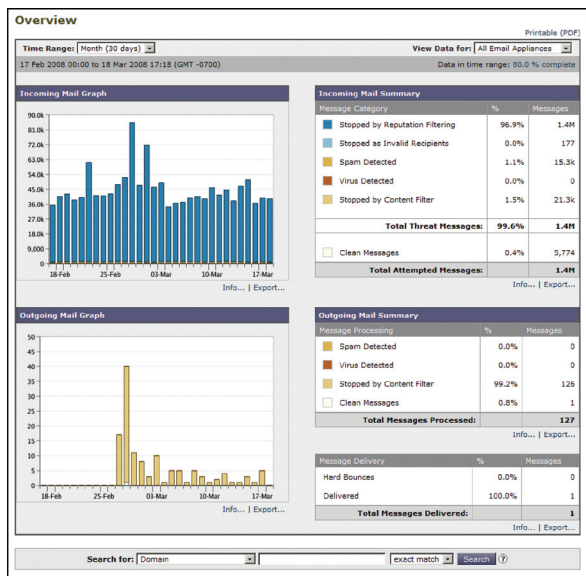 Overview
Printable (PDF)
Time Range: Month (30 days)
View Data for: All Email Appliances
17 Feb 2008 00:00 to 18 Mar 2008 17:18 (GMT -0700)
Data in time range: 80.0 % complete
Incoming Mail Graph
90.0k
81.0k
72.0k
63.0k
54.0k
45.0k
36.0k
27.0k
18.0k
9,000
0
18-Feb 25-Feb 03-Mar 10-Mar 17-Mar
Info... | Export...
Incoming Mail Summary
Message Category % Messages
Stopped by Reputation Filtering 96.9% 1.4M
Stopped as Invalid Recipients 0.0% 177
Spam Detected 1.1% 15.3k
Virus Detected 0.0% 0
Stopped by Content Filter 1.5% 21.3k
Total Threat Messages: 99.6% 1.4M
Clean Messages 0.4% 5,774
Total Attempted Messages: 1.4M
Info... | Export...
Outgoing Mail Graph
50
45
40
35
30
25
20
15
10
5
0
18-Feb 25-Feb 03-Mar 10-Mar 17-Mar
Info... | Export...
Outgoing Mail Summary
Message Processing % Messages
Spam Detected 0.0% 0
Virus Detected 0.0% 0
Stopped by Content Filter 99.2% 126
Clean Messages 0.8% 1
Total Messages Processed: 127
Info... | Export...
Message Delivery % Messages
Hard Bounces 0.0% 0
Delivered 100.0% 1
Total Messages Delivered: 1
Info... | Export...
Search for: Domain exact match Search ?